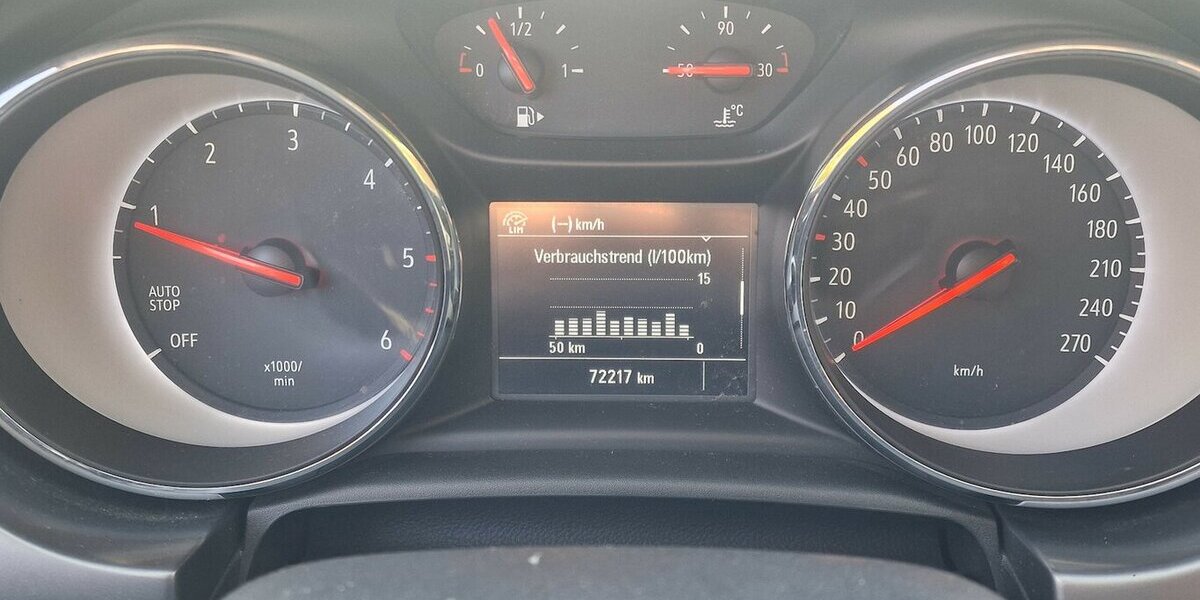 0 1/2 1
50 90 30
°C
1 2 3 4 5 6
AUTO
STOP
OFF
x1000/
min
LIM (--) km/h
Verbrauchstrend (l/100km)
15
50 km 0
72217 km
0 10 20 30 40 50 60 80 100 120 140 160 180 210 240 270
km/h